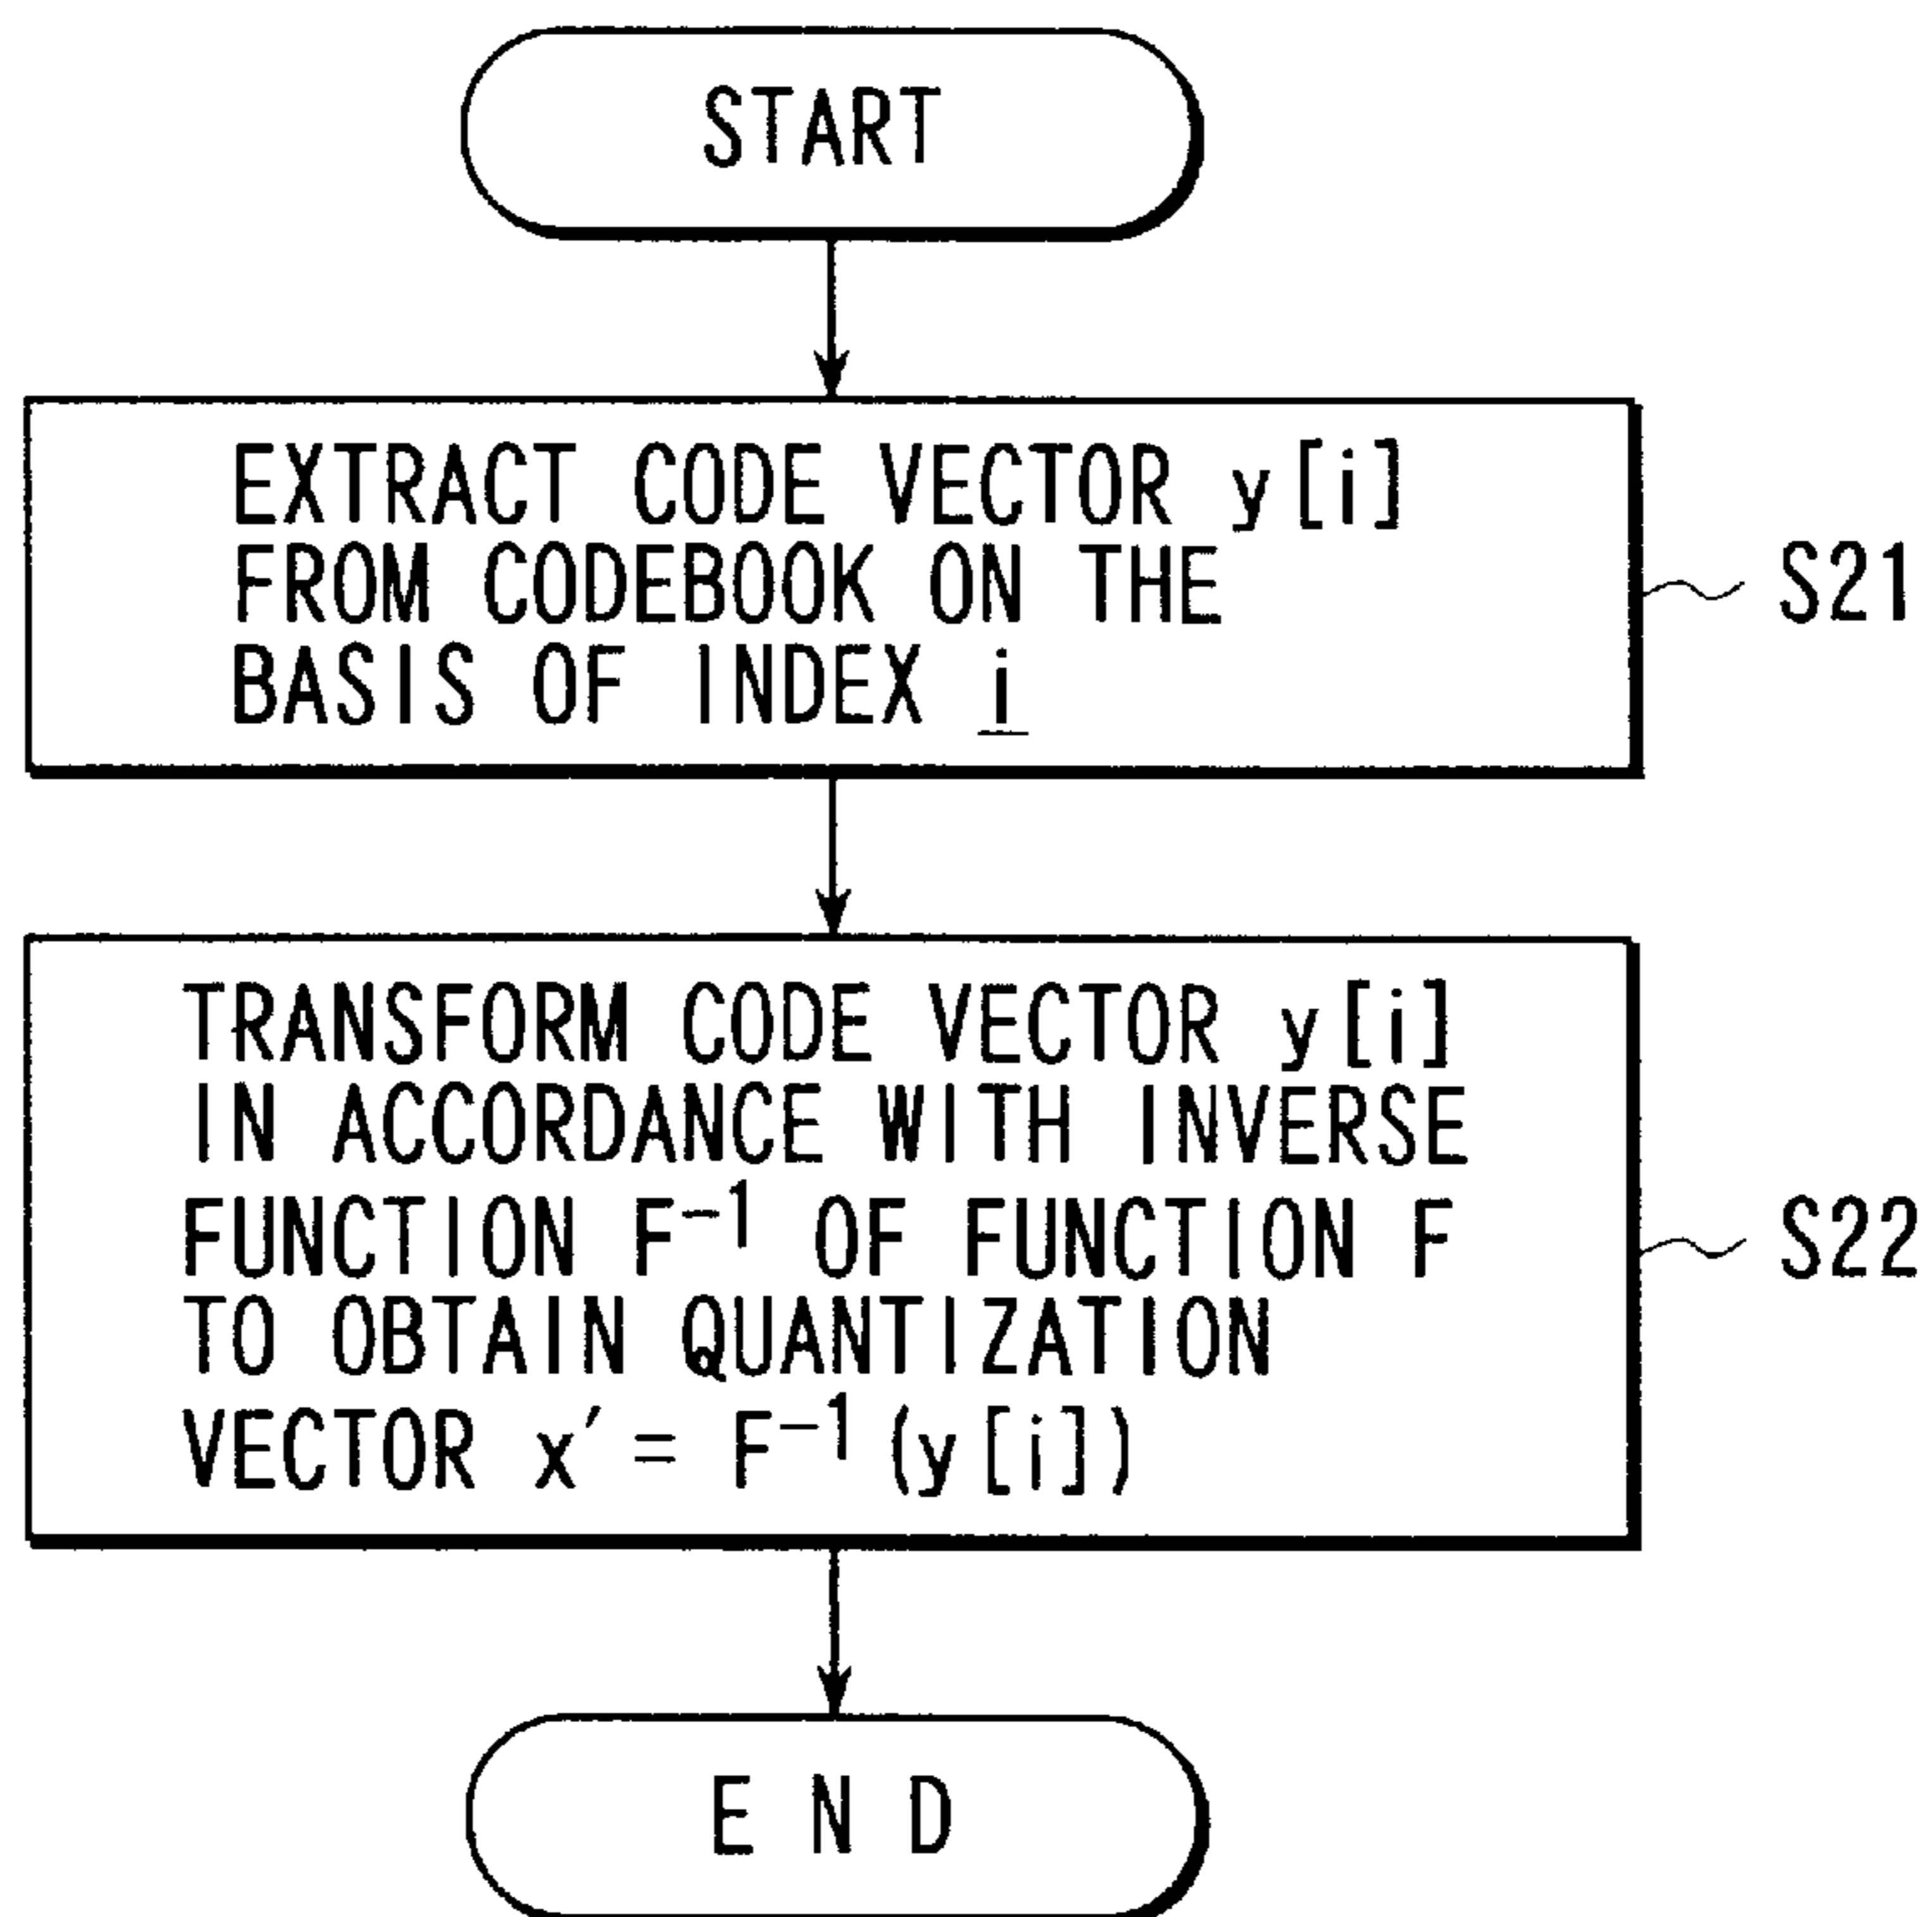 START
EXTRACT CODE VECTOR y[i]
FROM CODEBOOK ON THE
BASIS OF INDEX i
S21
TRANSFORM CODE VECTOR y[i]
IN ACCORDANCE WITH INVERSE
FUNCTION F⁻¹ OF FUNCTION F
TO OBTAIN QUANTIZATION
VECTOR x′ = F⁻¹ (y[i])
S22
END